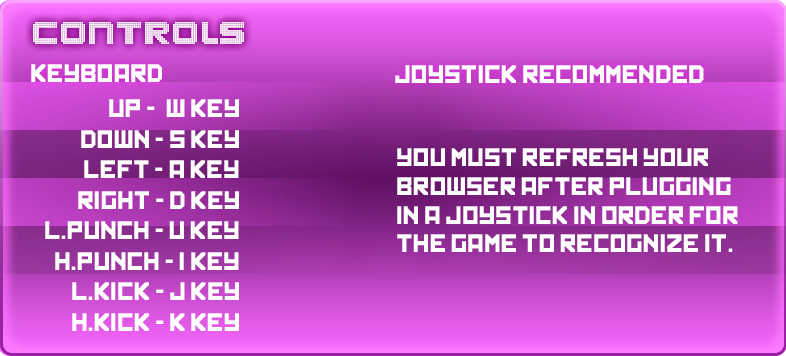 CONTROLS
KEYBOARD
UP - W KEY
DOWN - S KEY
LEFT - A KEY
RIGHT - D KEY
L.PUNCH - U KEY
H.PUNCH - I KEY
L.KICK - J KEY
H.KICK - K KEY
JOYSTICK RECOMMENDED
YOU MUST REFRESH YOUR
BROWSER AFTER PLUGGING
IN A JOYSTICK IN ORDER FOR
THE GAME TO RECOGNIZE IT.